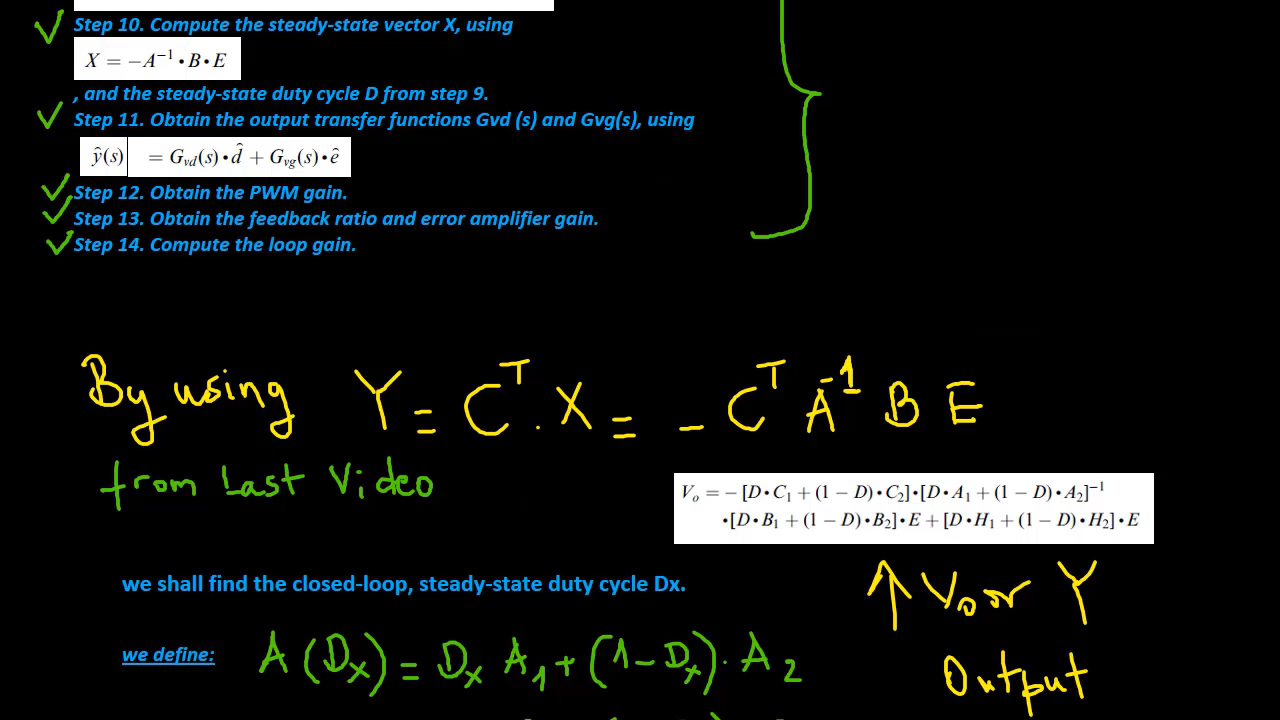 Step 10. Compute the steady-state vector X, using
X = −A⁻¹ • B • E
, and the steady-state duty cycle D from step 9.
Step 11. Obtain the output transfer functions Gvd (s) and Gvg(s), using
ŷ(s) = G_vd(s) • d̂ + G_vg(s) • ê
Step 12. Obtain the PWM gain.
Step 13. Obtain the feedback ratio and error amplifier gain.
Step 14. Compute the loop gain.
By using Y = C^T . X = − C^T A⁻¹ B E
from Last Video
V_o = − [D • C₁ + (1 − D) • C₂] • [D • A₁ + (1 − D) • A₂]⁻¹
• [D • B₁ + (1 − D) • B₂] • E + [D • H₁ + (1 − D) • H₂] • E
we shall find the closed-loop, steady-state duty cycle Dx.
↑ Vo or Y
Output
we define: A(Dx) = Dx A₁ + (1 − Dx) . A₂